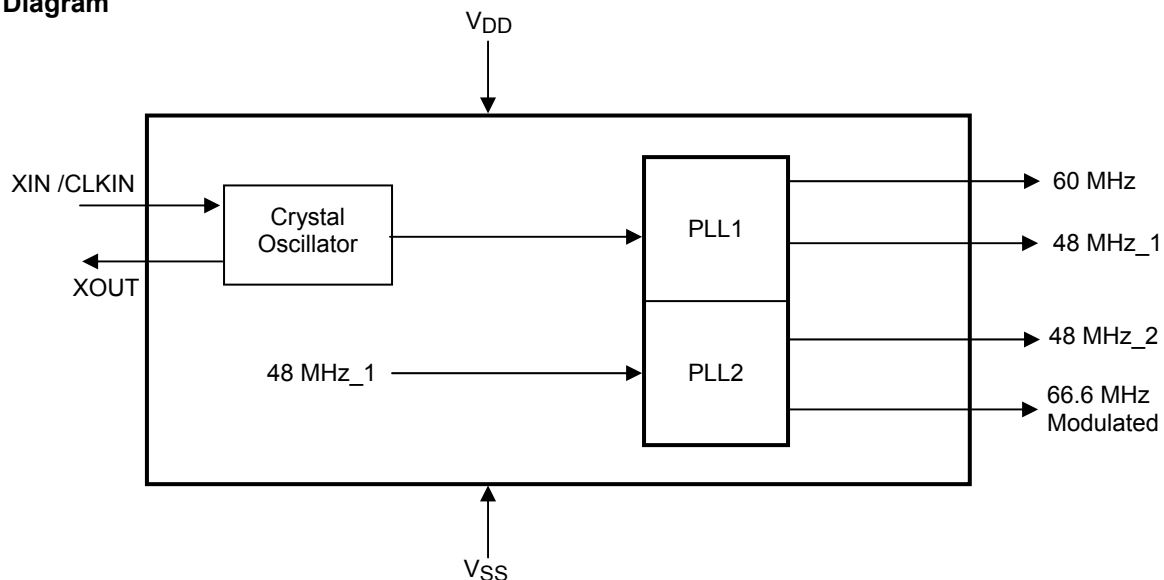 Diagram
VDD
XIN /CLKIN
Crystal
Oscillator
XOUT
PLL1
60 MHz
48 MHz_1
48 MHz_1
PLL2
48 MHz_2
66.6 MHz
Modulated
VSS